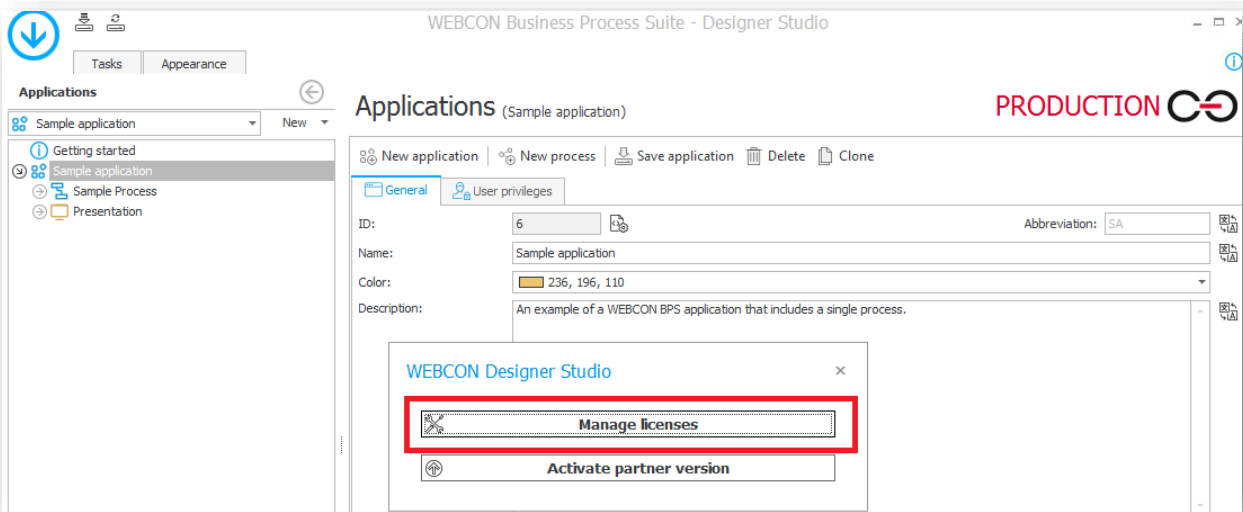 WEBCON Business Process Suite - Designer Studio
Tasks Appearance
Applications
Sample application New
Getting started
Sample application
Sample Process
Presentation
Applications (Sample application)
PRODUCTION
New application New process Save application Delete Clone
General User privileges
ID: 6 Abbreviation: SA
Name: Sample application
Color: 236, 196, 110
Description: An example of a WEBCON BPS application that includes a single process.
WEBCON Designer Studio
Manage licenses
Activate partner version